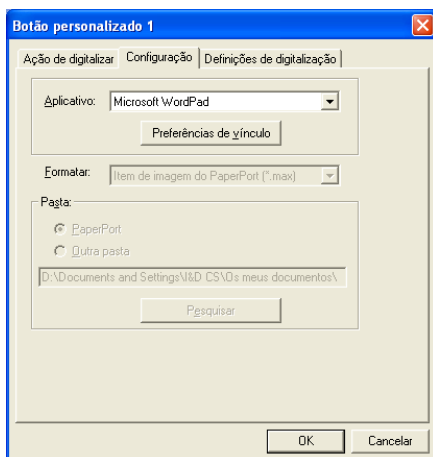 Botão personalizado 1
Ação de digitalizar Configuração Definições de digitalização
Aplicativo: Microsoft WordPad
Preferências de vínculo
Formatar: Item de imagem do PaperPort (*.max)
Pasta:
PaperPort
Outra pasta
D:\Documents and Settings\I&D CS\Os meus documentos\
Pesquisar
OK Cancelar